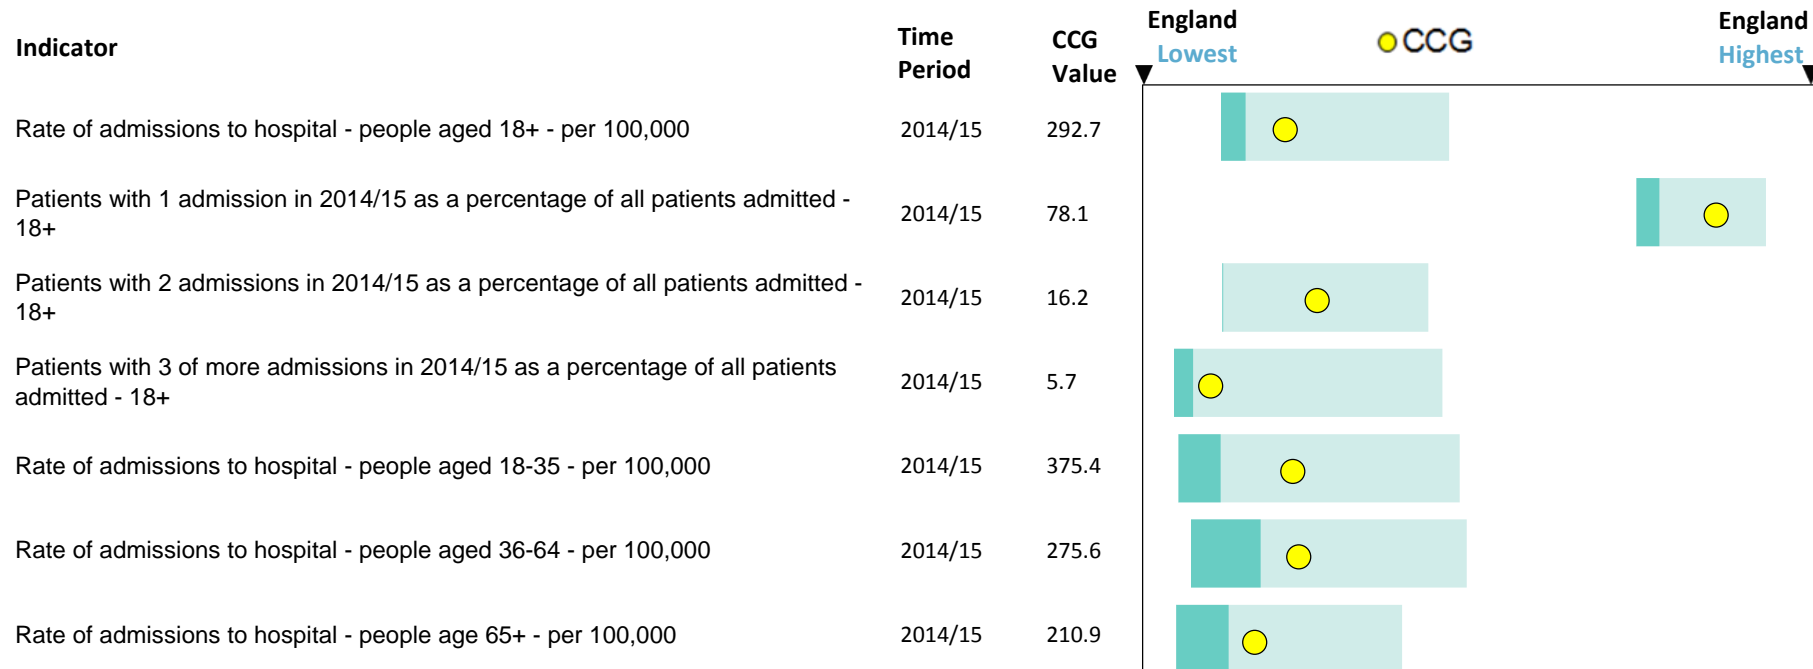 Indicator
Time Period
CCG Value
England Lowest
CCG
England Highest
Rate of admissions to hospital - people aged 18+ - per 100,000 2014/15 292.7
Patients with 1 admission in 2014/15 as a percentage of all patients admitted -
18+
2014/15 78.1
Patients with 2 admissions in 2014/15 as a percentage of all patients admitted -
18+
2014/15 16.2
Patients with 3 of more admissions in 2014/15 as a percentage of all patients
admitted - 18+
2014/15 5.7
Rate of admissions to hospital - people aged 18-35 - per 100,000 2014/15 375.4
Rate of admissions to hospital - people aged 36-64 - per 100,000 2014/15 275.6
Rate of admissions to hospital - people age 65+ - per 100,000 2014/15 210.9